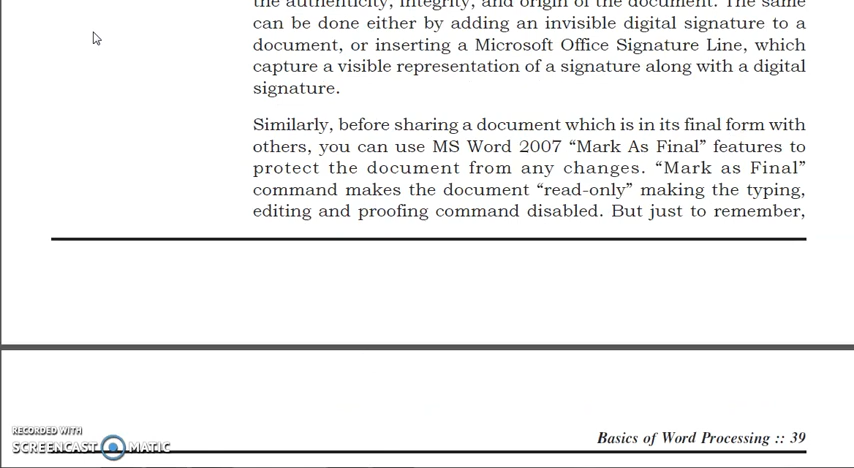 the authenticity, integrity, and origin of the document. The same
can be done either by adding an invisible digital signature to a
document, or inserting a Microsoft Office Signature Line, which
capture a visible representation of a signature along with a digital
signature.
Similarly, before sharing a document which is in its final form with
others, you can use MS Word 2007 “Mark As Final” features to
protect the document from any changes. “Mark as Final”
command makes the document “read-only” making the typing,
editing and proofing command disabled. But just to remember,
RECORDED WITH
SCREENCAST MATIC
Basics of Word Processing :: 39